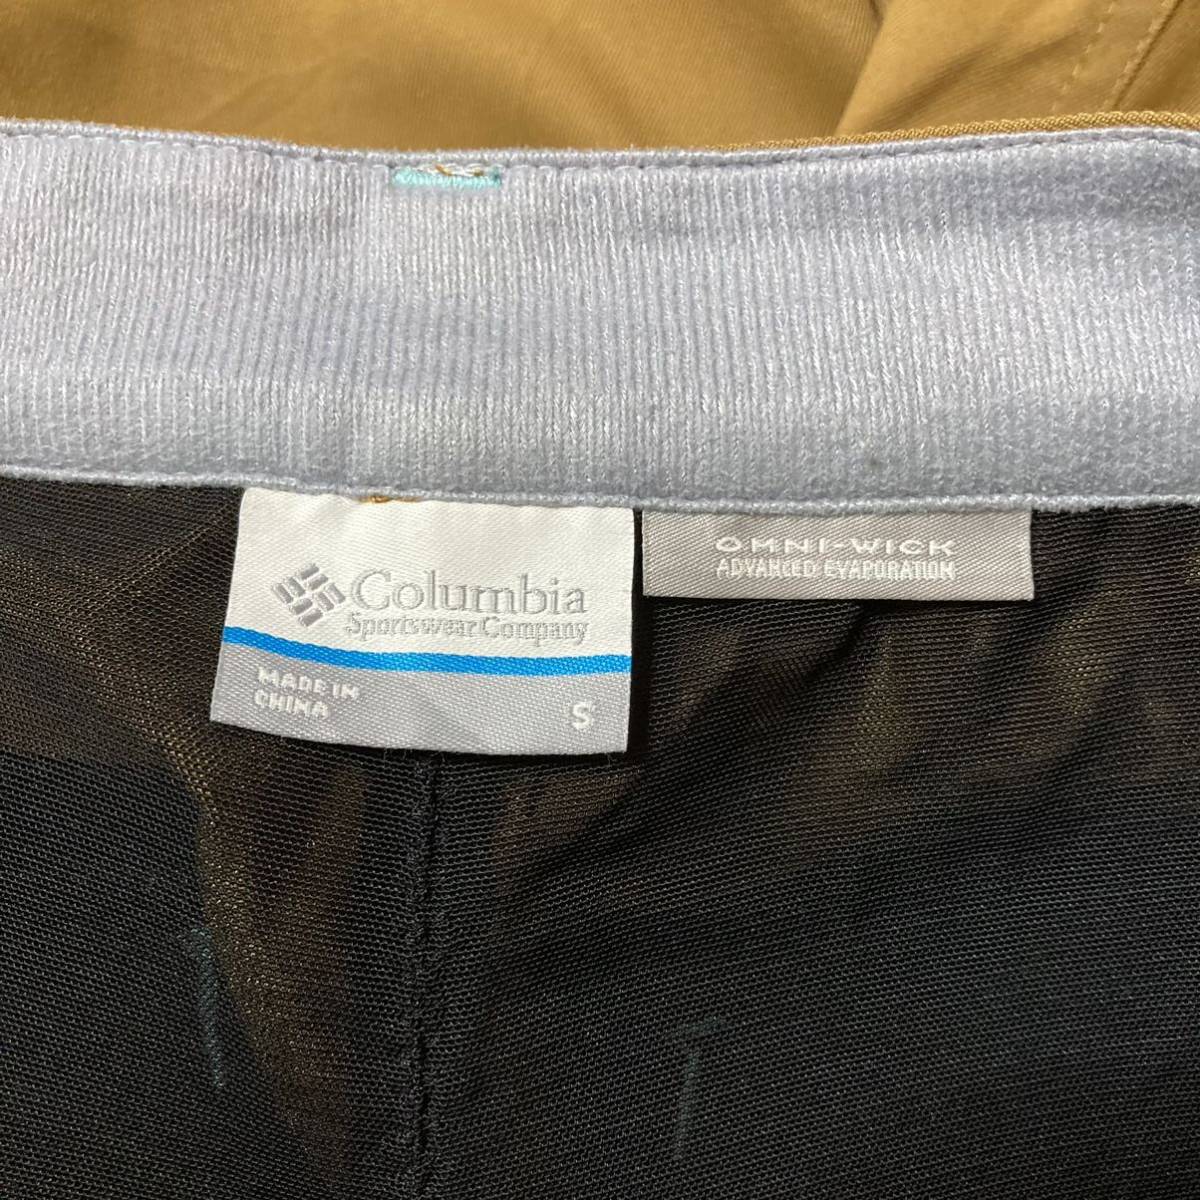 Columbia
Sportswear Company
MADE IN
CHINA
S
OMNI-WICK
ADVANCED EVAPORATION